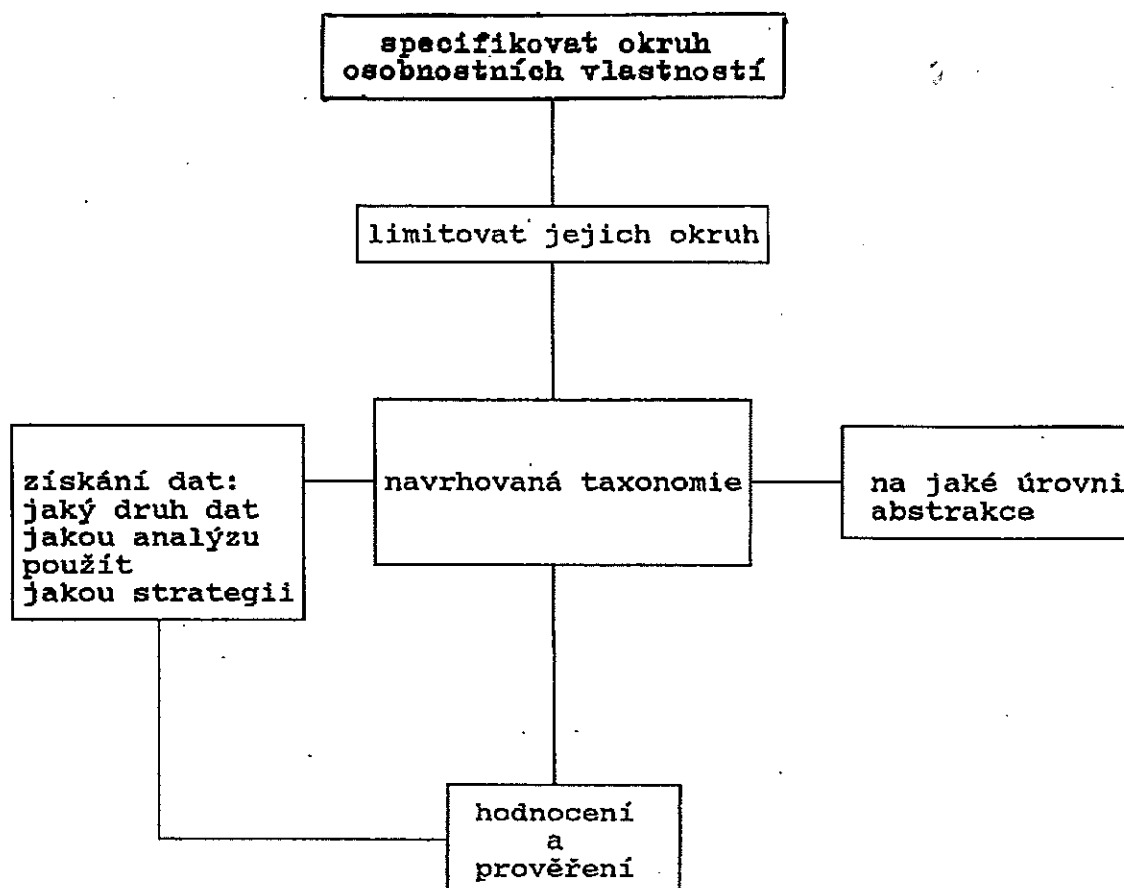 specifikovat okruh
osobnostních vlastností
limitovat jejich okruh
získání dat:
jaký druh dat
jakou analýzu
použít
jakou strategii
navrhovaná taxonomie
na jaké úrovni
abstrakce
hodnocení
a
prověření